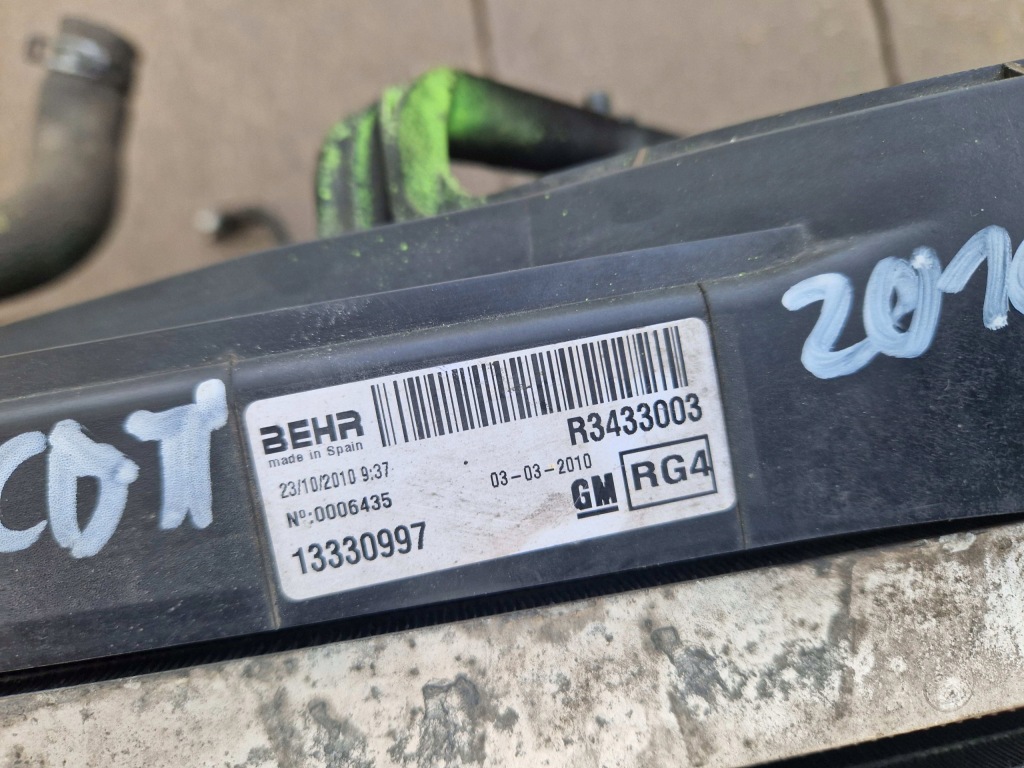 CDTI
2010
BEHR
made in Spain
R3433003
23/10/2010 9:37
03-03-2010
Nº:0006435
GM
RG4
13330997